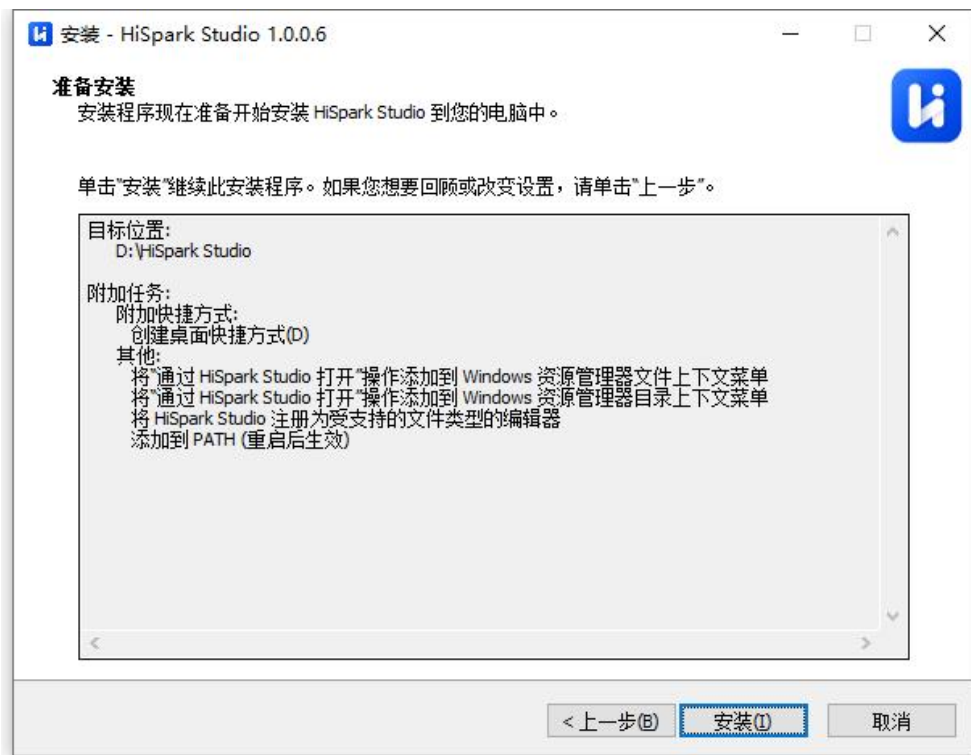 安装 - HiSpark Studio 1.0.0.6
准备安装
安装程序现在准备开始安装 HiSpark Studio 到您的电脑中。
单击"安装"继续此安装程序。如果您想要回顾或改变设置，请单击"上一步"。
目标位置:
D:\HiSpark Studio
附加任务:
附加快捷方式:
创建桌面快捷方式(D)
其他:
将"通过 HiSpark Studio 打开"操作添加到 Windows 资源管理器文件上下文菜单
将"通过 HiSpark Studio 打开"操作添加到 Windows 资源管理器目录上下文菜单
将 HiSpark Studio 注册为受支持的文件类型的编辑器
添加到 PATH (重启后生效)
< 上一步(B) 安装(I) 取消